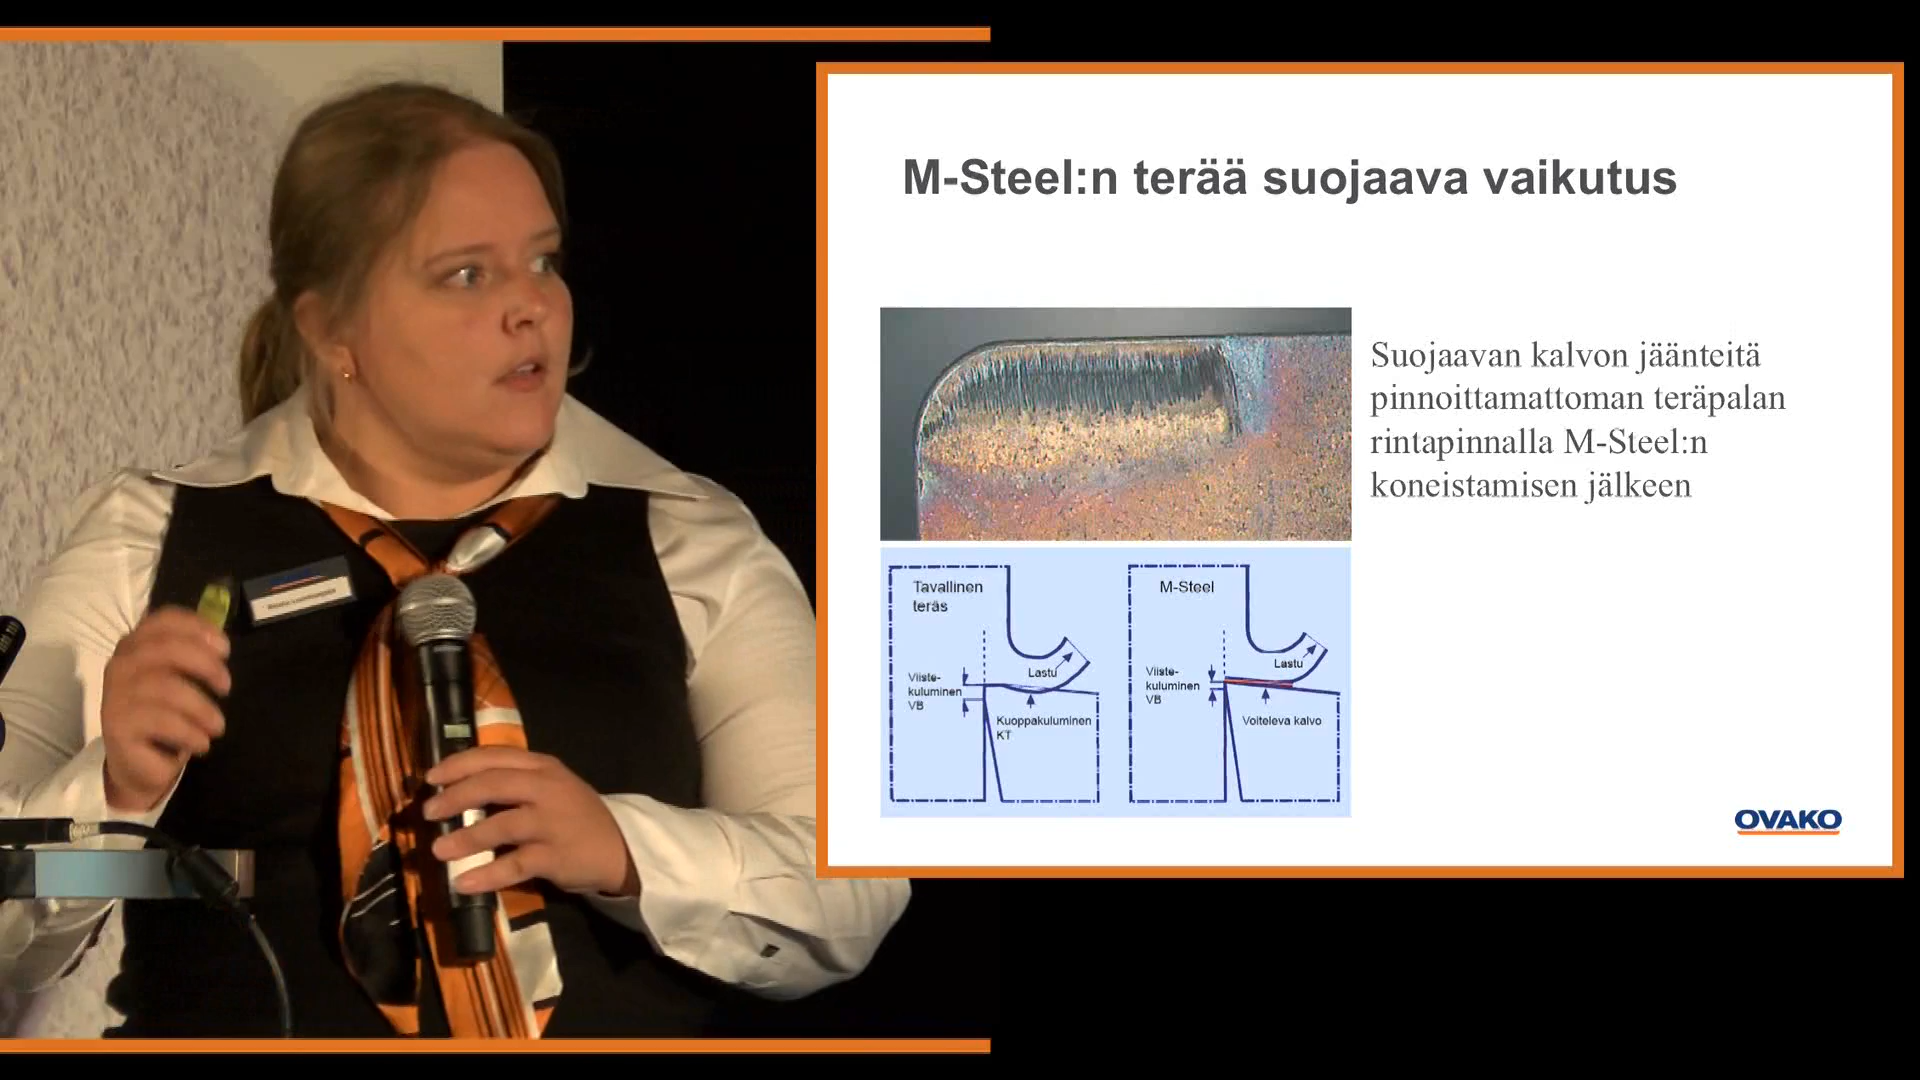 M-Steel:n terää suojaava vaikutus
Suojaavan kalvon jäänteitä
pinnoittamattoman teräpalan
rintapinnalla M-Steel:n
koneistamisen jälkeen
Tavallinen
teräs
Lastu
Viiste-
kuluminen
VB
Kuoppakuluminen
KT
M-Steel
Lastu
Viiste-
kuluminen
VB
Voiteleva kalvo
OVAKO